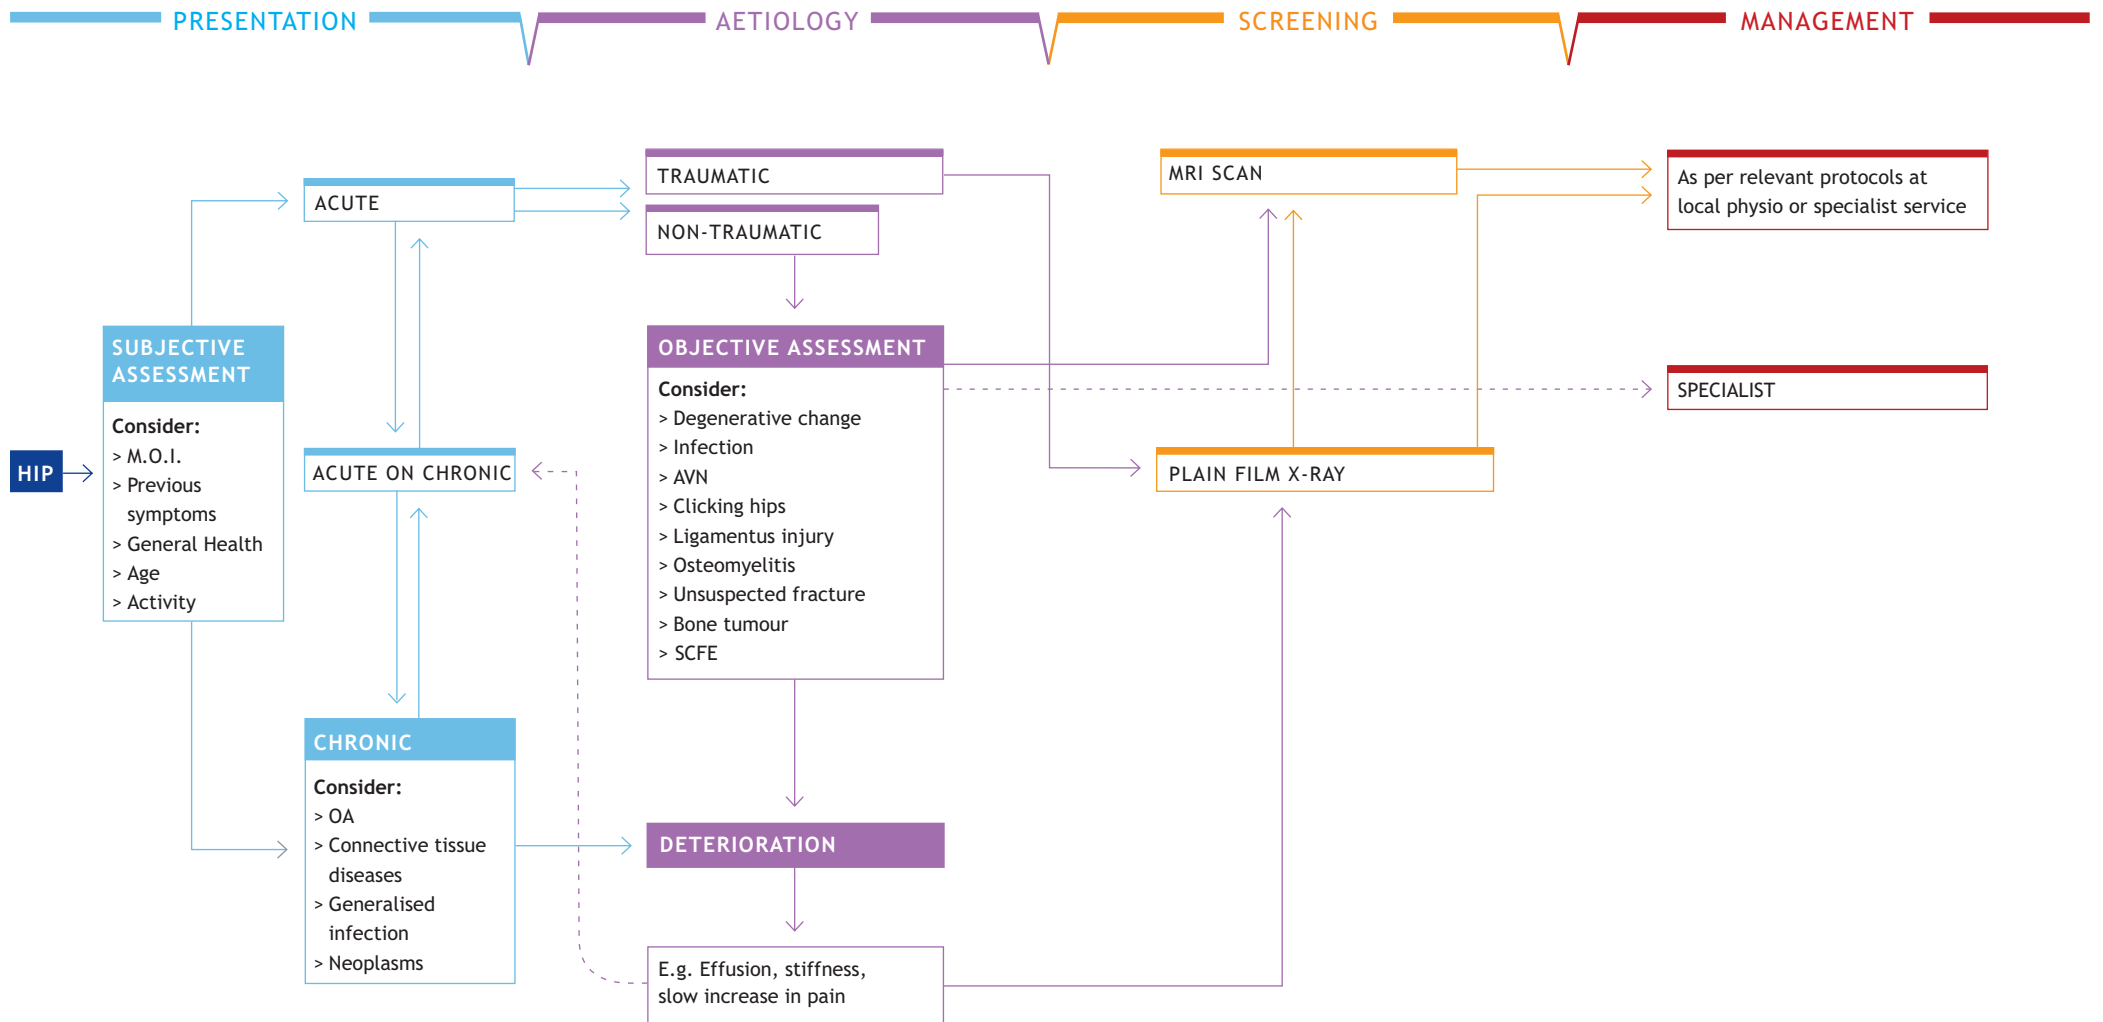 PRESENTATION
AETIOLOGY
SCREENING
MANAGEMENT
HIP
SUBJECTIVE
ASSESSMENT
Consider:
> M.O.I.
> Previous
symptoms
> General Health
> Age
> Activity
ACUTE
ACUTE ON CHRONIC
CHRONIC
Consider:
> OA
> Connective tissue
diseases
> Generalised
infection
> Neoplasms
TRAUMATIC
NON-TRAUMATIC
OBJECTIVE ASSESSMENT
Consider:
> Degenerative change
> Infection
> AVN
> Clicking hips
> Ligamentus injury
> Osteomyelitis
> Unsuspected fracture
> Bone tumour
> SCFE
DETERIORATION
E.g. Effusion, stiffness,
slow increase in pain
MRI SCAN
PLAIN FILM X-RAY
As per relevant protocols at
local physio or specialist service
SPECIALIST